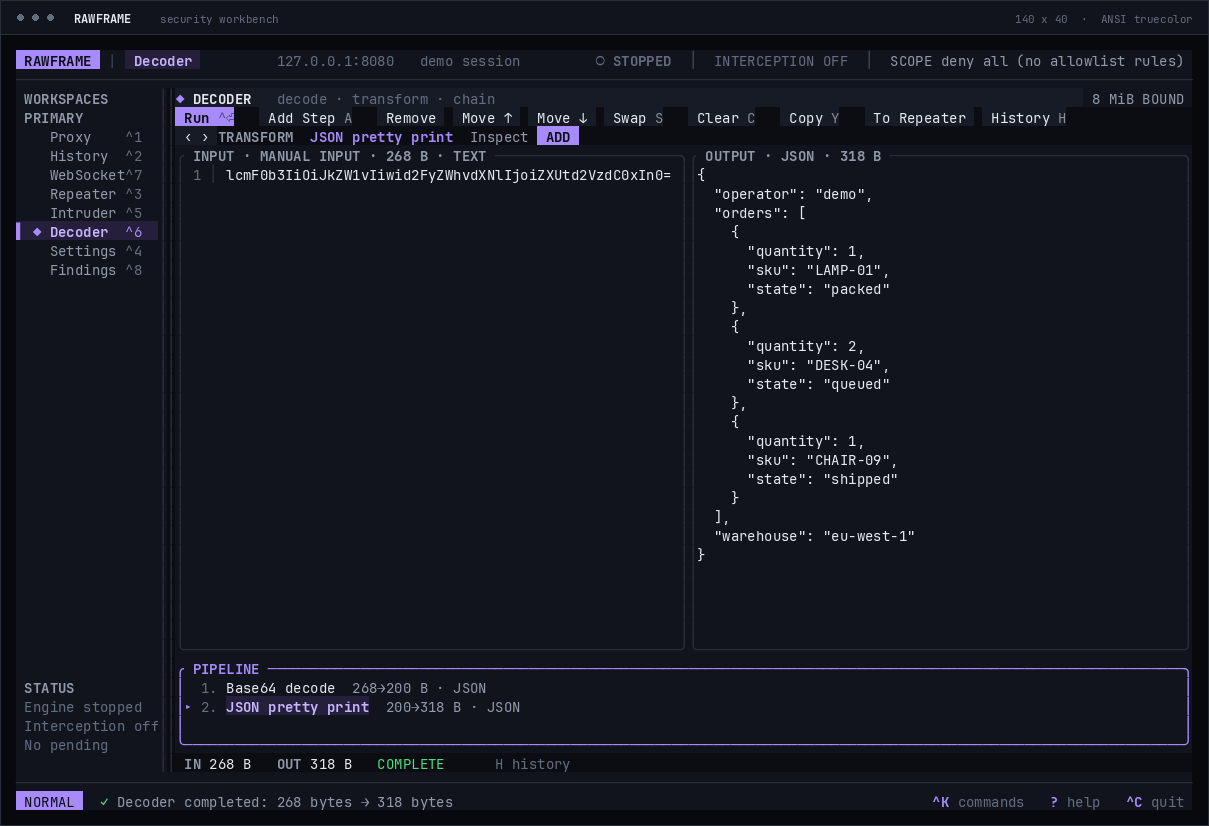 RAWFRAME security workbench 140 x 40 · ANSI truecolor
RAWFRAME | Decoder 127.0.0.1:8080 demo session ○ STOPPED │ INTERCEPTION OFF │ SCOPE deny all (no allowlist rules)
WORKSPACES
PRIMARY
Proxy ^1
History ^2
WebSocket^7
Repeater ^3
Intruder ^5
◆ Decoder ^6
Settings ^4
Findings ^8
STATUS
Engine stopped
Interception off
No pending
◆ DECODER decode · transform · chain 8 MiB BOUND
Run ^⏎ Add Step A Remove Move ↑ Move ↓ Swap S Clear C Copy Y To Repeater History H
‹ › TRANSFORM JSON pretty print Inspect ADD
INPUT · MANUAL INPUT · 268 B · TEXT
1 │ lcmF0b3IiOiJkZW1vIiwid2FyZWhvdXNlIjoiZXUtd2VzdC0xIn0=
OUTPUT · JSON · 318 B
{
"operator": "demo",
"orders": [
{
"quantity": 1,
"sku": "LAMP-01",
"state": "packed"
},
{
"quantity": 2,
"sku": "DESK-04",
"state": "queued"
},
{
"quantity": 1,
"sku": "CHAIR-09",
"state": "shipped"
}
],
"warehouse": "eu-west-1"
}
PIPELINE
1. Base64 decode 268→200 B · JSON
▸ 2. JSON pretty print 200→318 B · JSON
IN 268 B OUT 318 B COMPLETE H history
NORMAL ✓ Decoder completed: 268 bytes → 318 bytes ^K commands ? help ^C quit